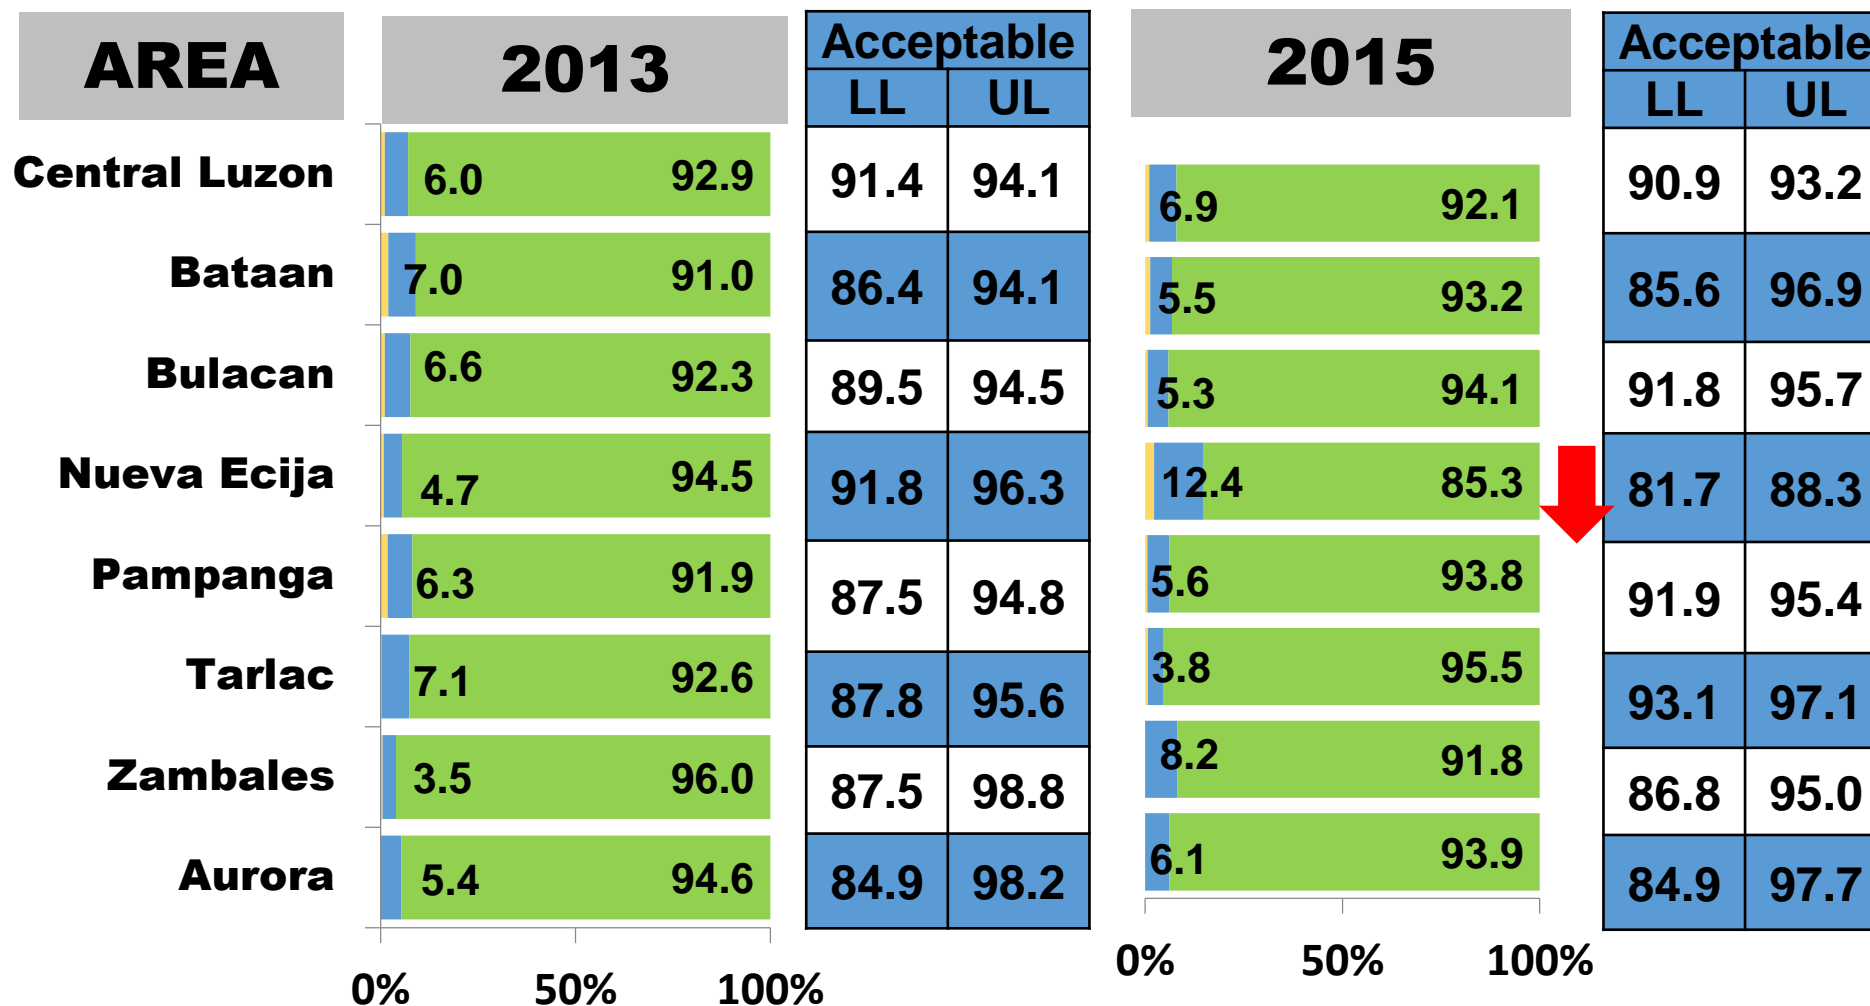 AREA 2013 Acceptable 2015 Acceptable
LL UL LL UL
Central Luzon 6.0 92.9 91.4 94.1 6.9 92.1 90.9 93.2
Bataan 7.0 91.0 86.4 94.1 5.5 93.2 85.6 96.9
Bulacan 6.6 92.3 89.5 94.5 5.3 94.1 91.8 95.7
Nueva Ecija 4.7 94.5 91.8 96.3 12.4 85.3 81.7 88.3
Pampanga 6.3 91.9 87.5 94.8 5.6 93.8 91.9 95.4
Tarlac 7.1 92.6 87.8 95.6 3.8 95.5 93.1 97.1
Zambales 3.5 96.0 87.5 98.8 8.2 91.8 86.8 95.0
Aurora 5.4 94.6 84.9 98.2 6.1 93.9 84.9 97.7
0% 50% 100% 0% 50% 100%